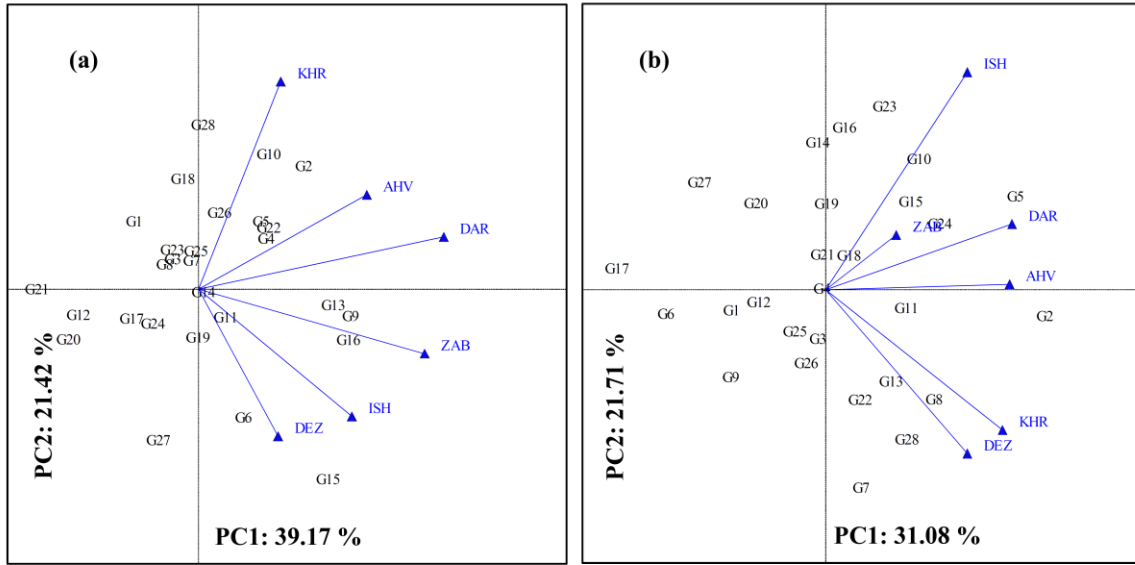 (a)
KHR
G28
G10
G2
G18
AHV
G26
G1
G5
G22
G4
DAR
G23
G25
G3
G7
G8
G21
G14
G13
G12
G17
G24
G11
G9
G20
G19
G16
ZAB
G6
ISH
DEZ
G27
G15
PC2: 21.42 %
PC1: 39.17 %
(b)
ISH
G23
G16
G14
G10
G27
G20
G19
G15
G5
G24
DAR
ZAB
G21
G18
G17
AHV
G6
G1
G12
G11
G2
G25
G3
G26
G9
G13
G22
G8
KHR
G28
DEZ
G7
PC2: 21.71 %
PC1: 31.08 %